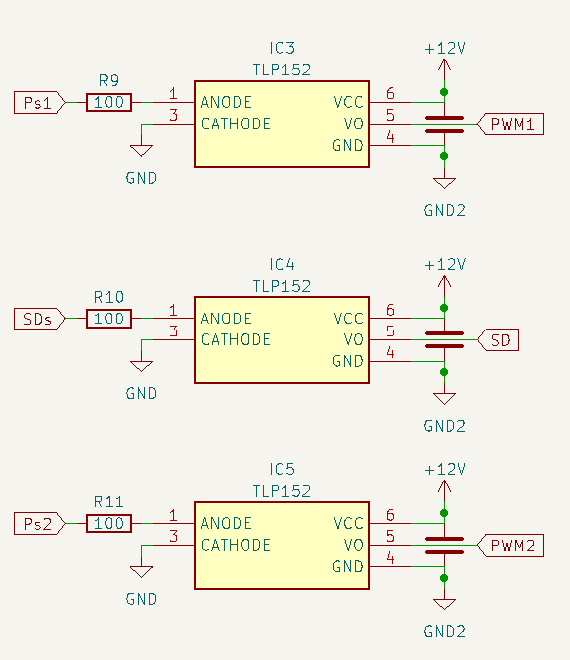 IC3
+12V
TLP152
R9
Ps1
100
1
ANODE
VCC
6
3
CATHODE
VO
5
PWM1
GND
4
GND
GND2
IC4
+12V
TLP152
R10
SDs
100
1
ANODE
VCC
6
3
CATHODE
VO
5
SD
GND
4
GND
GND2
IC5
+12V
TLP152
R11
Ps2
100
1
ANODE
VCC
6
3
CATHODE
VO
5
PWM2
GND
4
GND
GND2